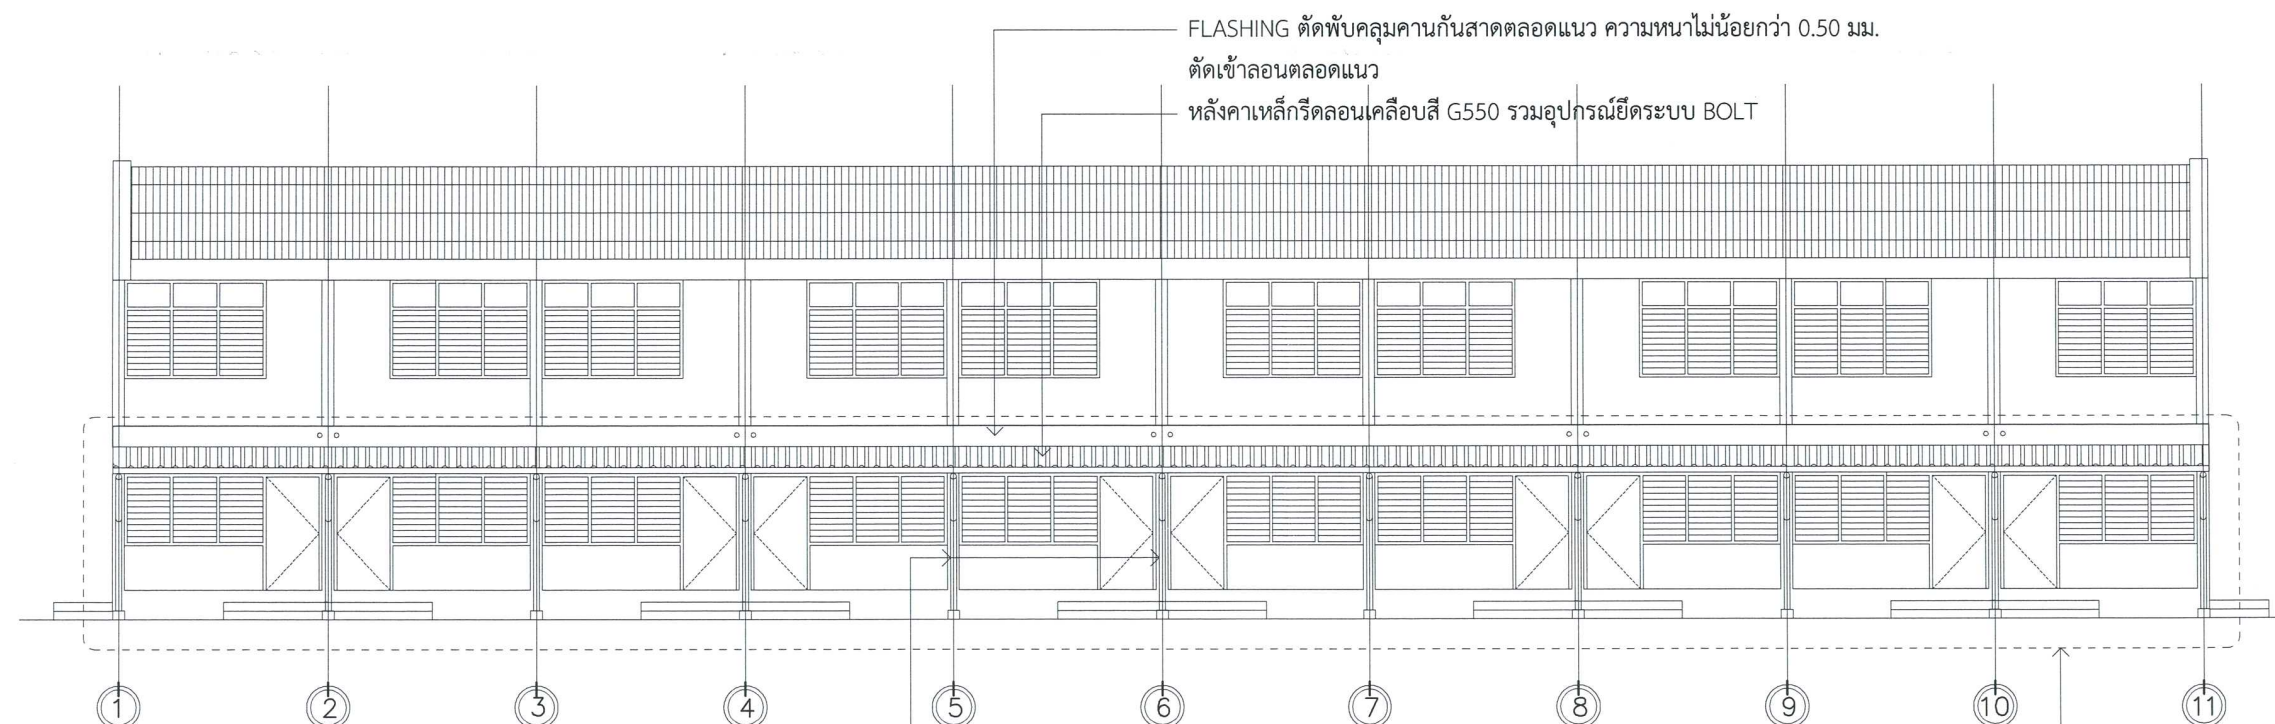 FLASHING ตัดพับคลุมคานกันสาดตลอดแนว ความหนาไม่น้อยกว่า 0.50 มม.
ตัดเข้าลอนตลอดแนว
หลังคาเหล็กรีดลอนเคลือบสี G550 รวมอุปกรณ์ยึดระบบ BOLT
1 2 3 4 5 6 7 8 9 10 11